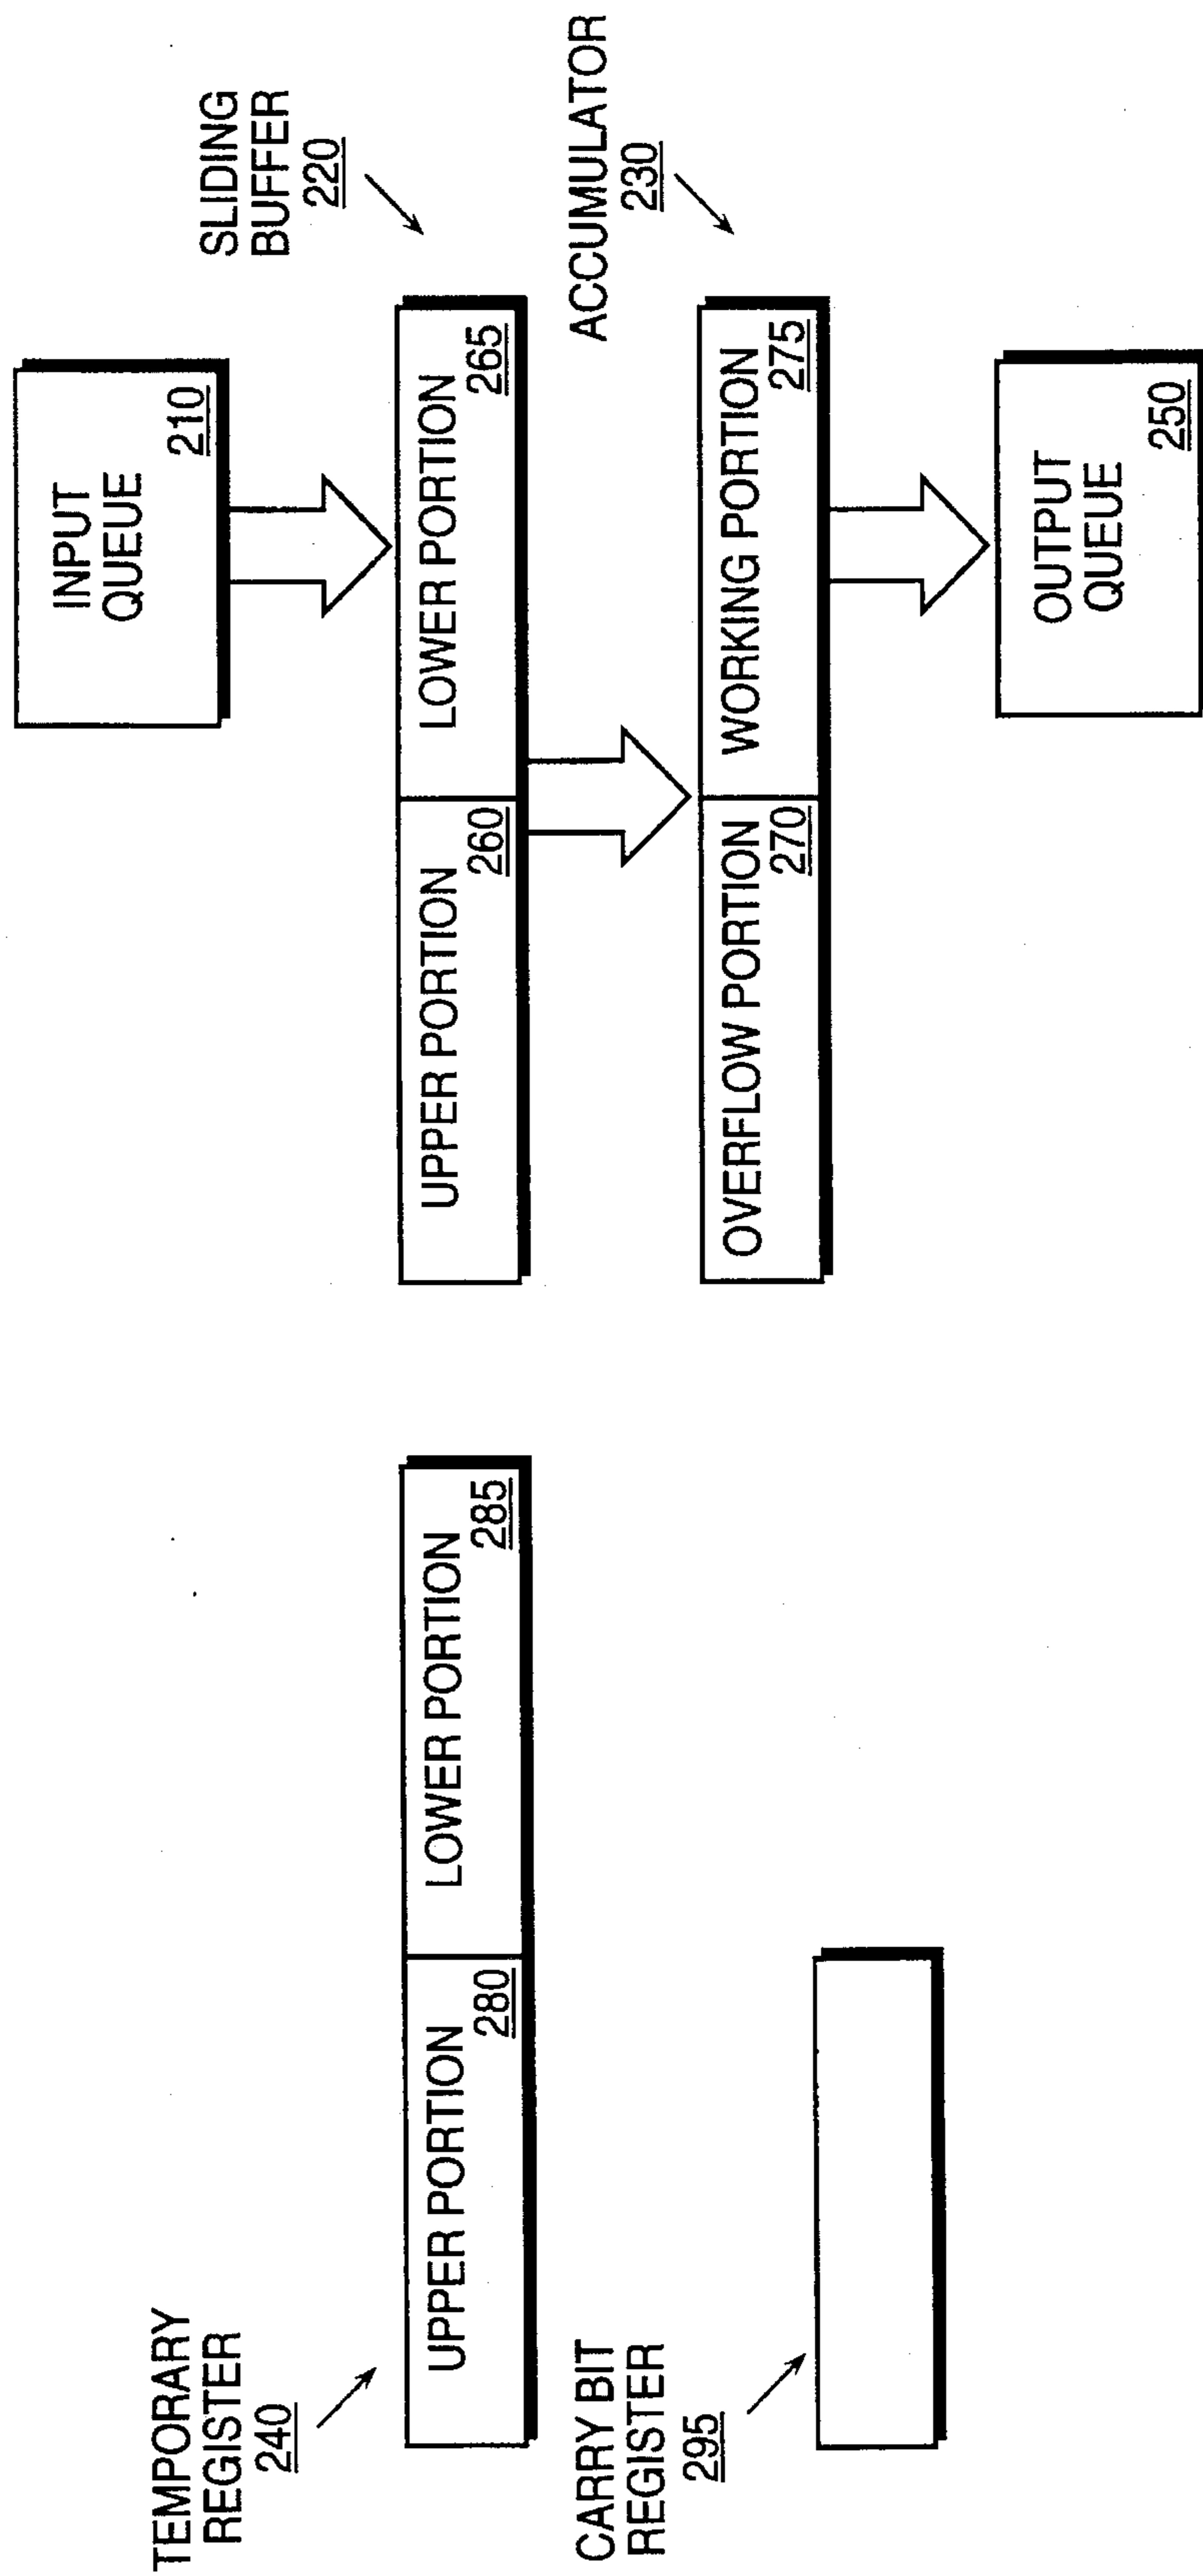 INPUT
QUEUE
210
SLIDING
BUFFER
220
UPPER PORTION
260
LOWER PORTION
265
ACCUMULATOR
230
OVERFLOW PORTION
270
WORKING PORTION
275
OUTPUT
QUEUE
250
TEMPORARY
REGISTER
240
UPPER PORTION
280
LOWER PORTION
285
CARRY BIT
REGISTER
295